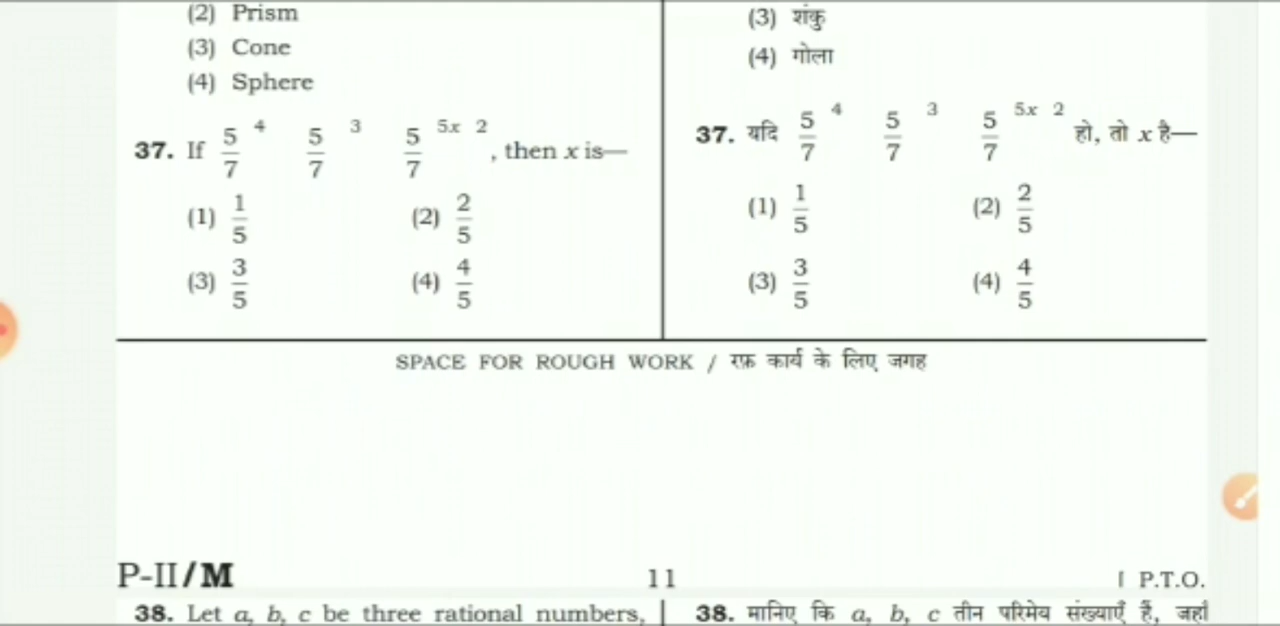 (2) Prism
(3) Cone
(4) Sphere
37. If 5/7 4 5/7 3 5/7 5x 2 , then x is—
(1) 1/5 (2) 2/5
(3) 3/5 (4) 4/5
(3) शंकु
(4) गोला
37. यदि 5/7 4 5/7 3 5/7 5x 2 हो, तो x है—
(1) 1/5 (2) 2/5
(3) 3/5 (4) 4/5
SPACE FOR ROUGH WORK / रफ़ कार्य के लिए जगह
P-II/M 11 [ P.T.O.
38. Let a, b, c be three rational numbers,
38. मानिए कि a, b, c तीन परिमेय संख्याएँ हैं, जहाँ